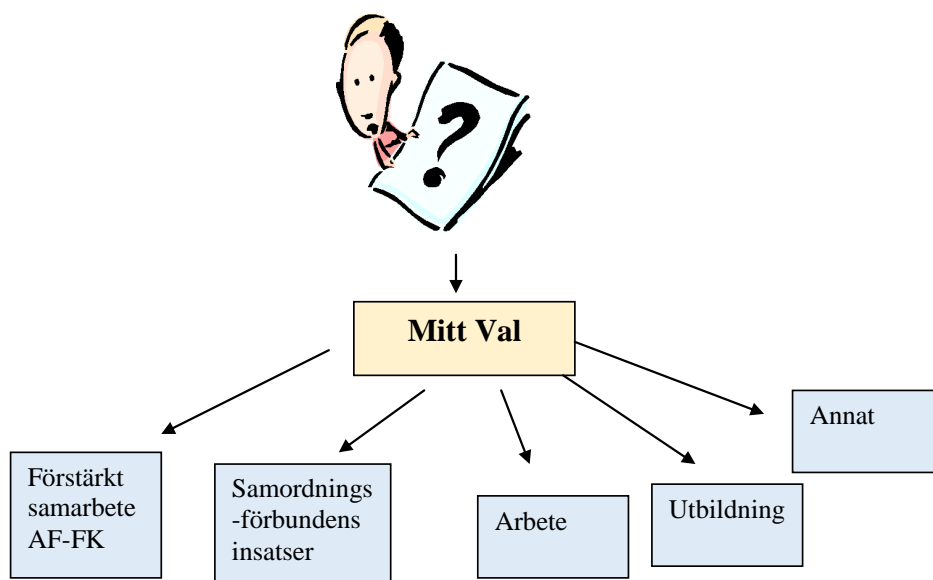 ?
Mitt Val
Förstärkt
samarbete
AF-FK
Samordnings
-förbundens
insatser
Arbete
Utbildning
Annat